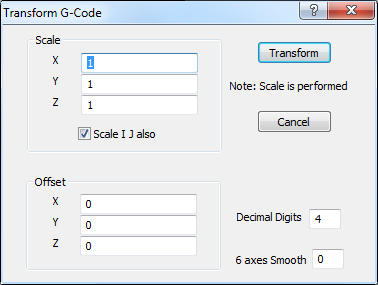 Transform G-Code
Scale
X 1
Y 1
Z 1
Scale I J also
Transform
Note: Scale is performed
Cancel
Offset
X 0
Y 0
Z 0
Decimal Digits 4
6 axes Smooth 0